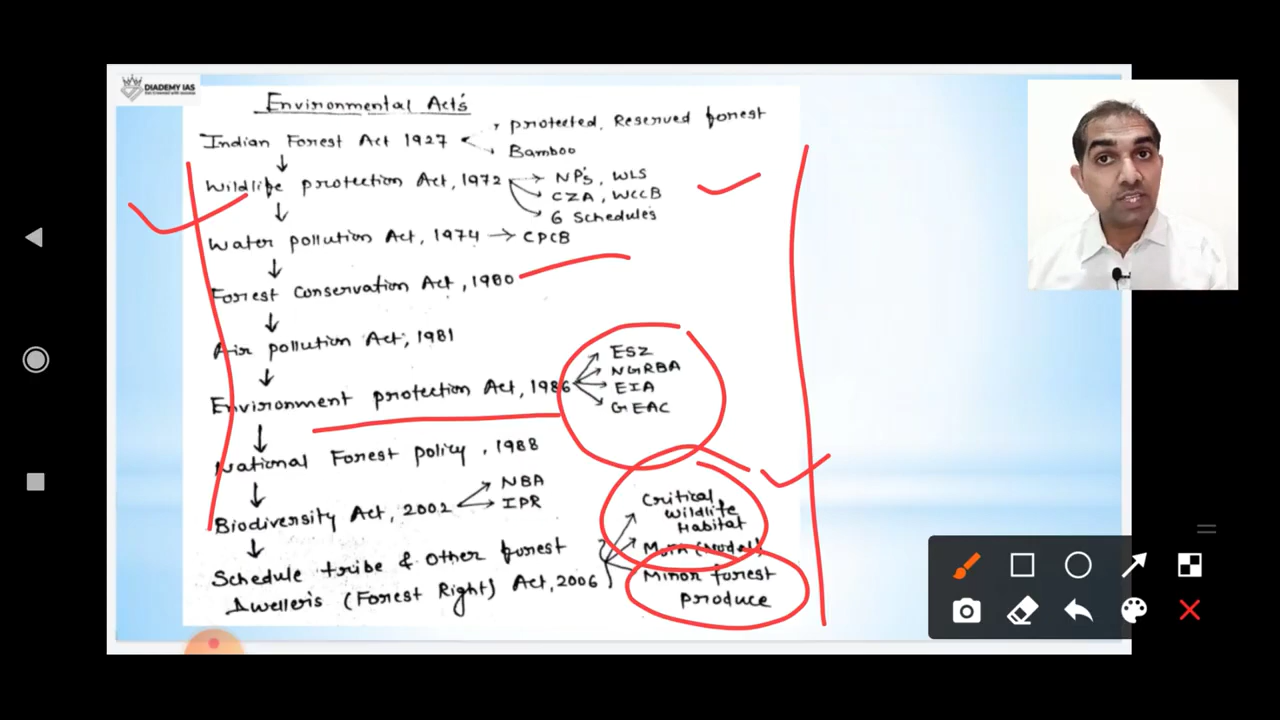 DIADEMY IAS
Environmental Act's
Indian Forest Act 1927
protected, Reserved forest
Bamboo
Wildlife protection Act, 1972
NP's, WLS
CZA, WCCB
6 Schedules
Water pollution Act, 1974 → CPCB
Forest Conservation Act, 1980
Air pollution Act, 1981
Environment protection Act, 1986
ESZ
NGRBA
EIA
GEAC
National Forest policy, 1988
Biodiversity Act, 2002
NBA
IPR
Schedule tribe & Other forest
Dweller's (Forest Right) Act, 2006
Critical
Wildlife
Habitat
MoTA (Nodal)
Minor forest
produce